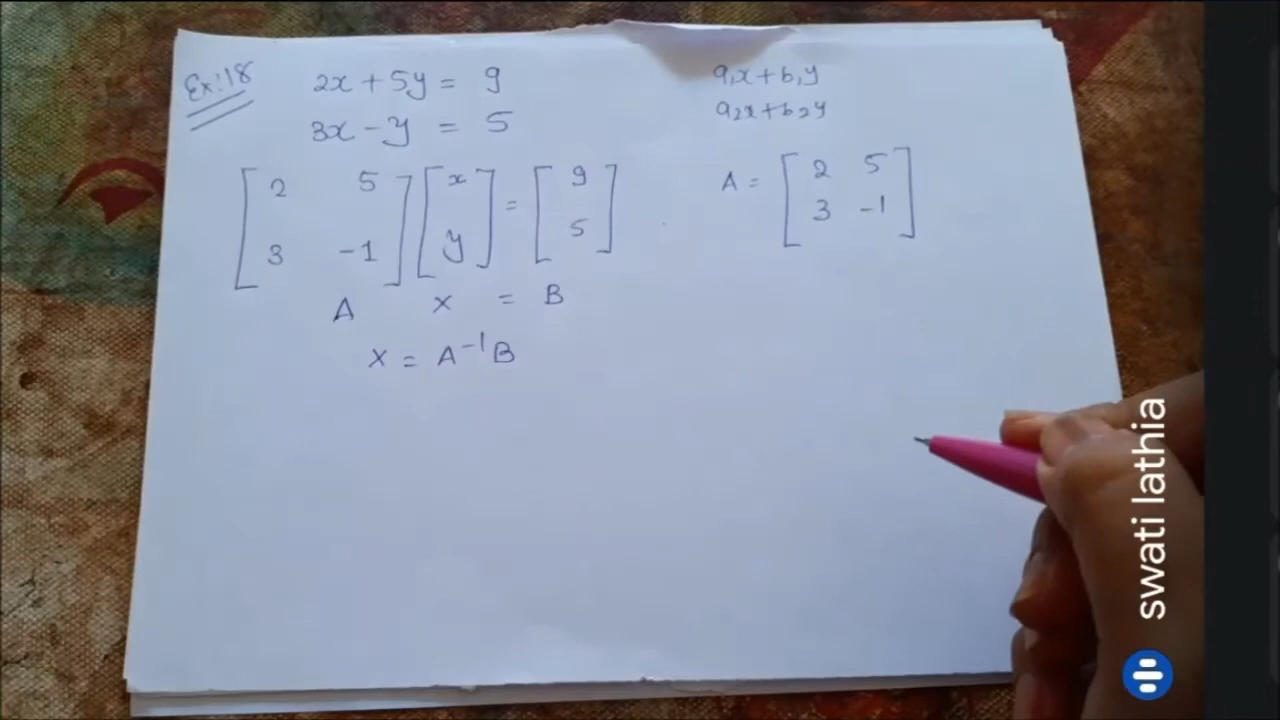 Ex:18
2x + 5y = 9
3x - y = 5
[2 5
3 -1] [x
y] = [9
5]
A x = B
x = A⁻¹B
a₁x + b₁y
a₂x + b₂y
A = [2 5
3 -1]
swati lathia